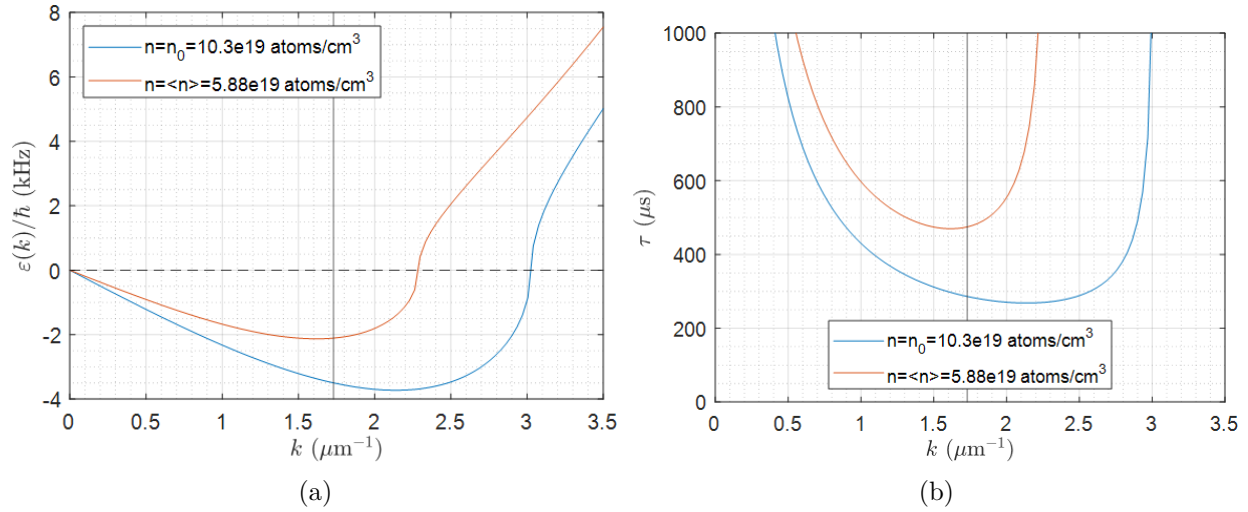 8
6
4
2
0
-2
-4
ε(k)/ħ (kHz)
n=n₀=10.3e19 atoms/cm³
n=<n>=5.88e19 atoms/cm³
0 0.5 1 1.5 2 2.5 3 3.5
k (μm⁻¹)
(a)
1000
800
600
400
200
0
τ (μs)
n=n₀=10.3e19 atoms/cm³
n=<n>=5.88e19 atoms/cm³
0 0.5 1 1.5 2 2.5 3 3.5
k (μm⁻¹)
(b)